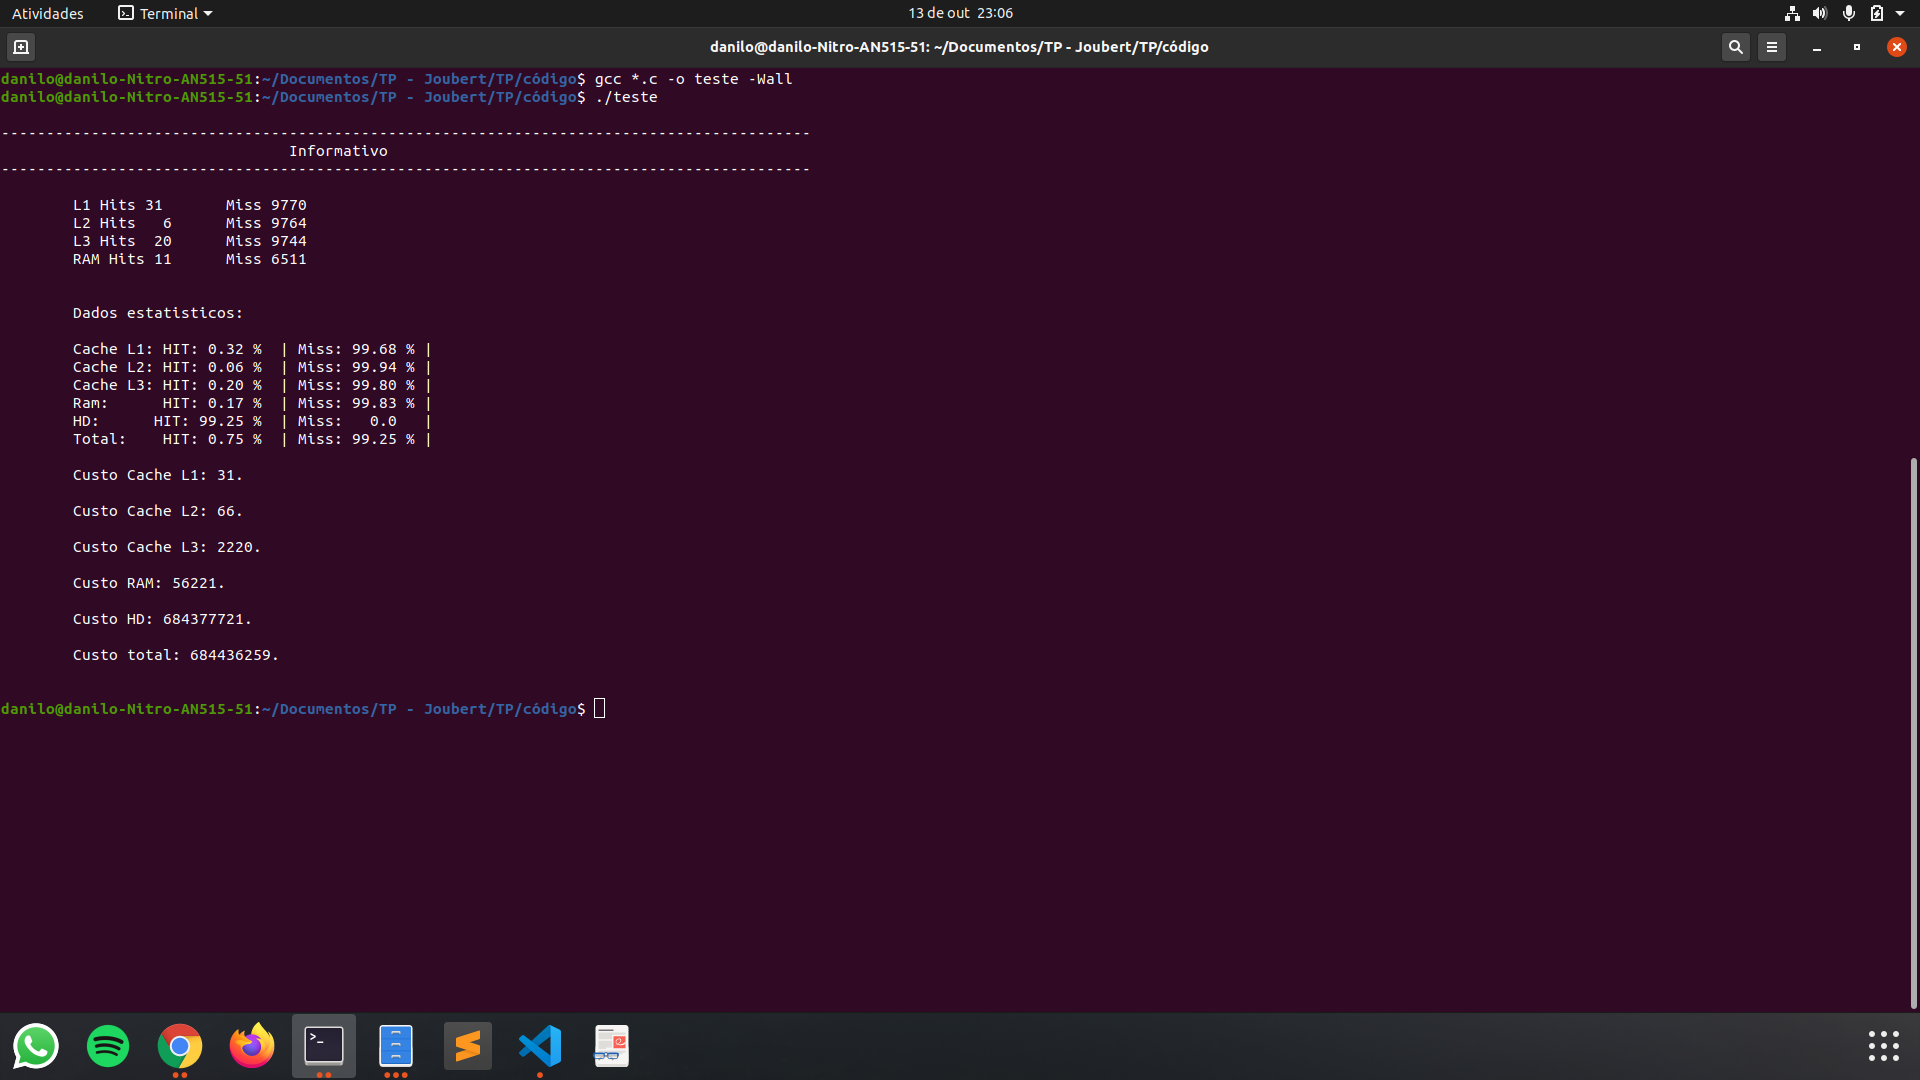 Atividades Terminal 13 de out 23:06
danilo@danilo-Nitro-AN515-51: ~/Documentos/TP - Joubert/TP/código
danilo@danilo-Nitro-AN515-51:~/Documentos/TP - Joubert/TP/código$ gcc *.c -o teste -Wall
danilo@danilo-Nitro-AN515-51:~/Documentos/TP - Joubert/TP/código$ ./teste
------------------------------------------------------------------------------------------
Informativo
------------------------------------------------------------------------------------------
L1 Hits 31 Miss 9770
L2 Hits 6 Miss 9764
L3 Hits 20 Miss 9744
RAM Hits 11 Miss 6511
Dados estatisticos:
Cache L1: HIT: 0.32 % | Miss: 99.68 % |
Cache L2: HIT: 0.06 % | Miss: 99.94 % |
Cache L3: HIT: 0.20 % | Miss: 99.80 % |
Ram: HIT: 0.17 % | Miss: 99.83 % |
HD: HIT: 99.25 % | Miss: 0.0 |
Total: HIT: 0.75 % | Miss: 99.25 % |
Custo Cache L1: 31.
Custo Cache L2: 66.
Custo Cache L3: 2220.
Custo RAM: 56221.
Custo HD: 684377721.
Custo total: 684436259.
danilo@danilo-Nitro-AN515-51:~/Documentos/TP - Joubert/TP/código$